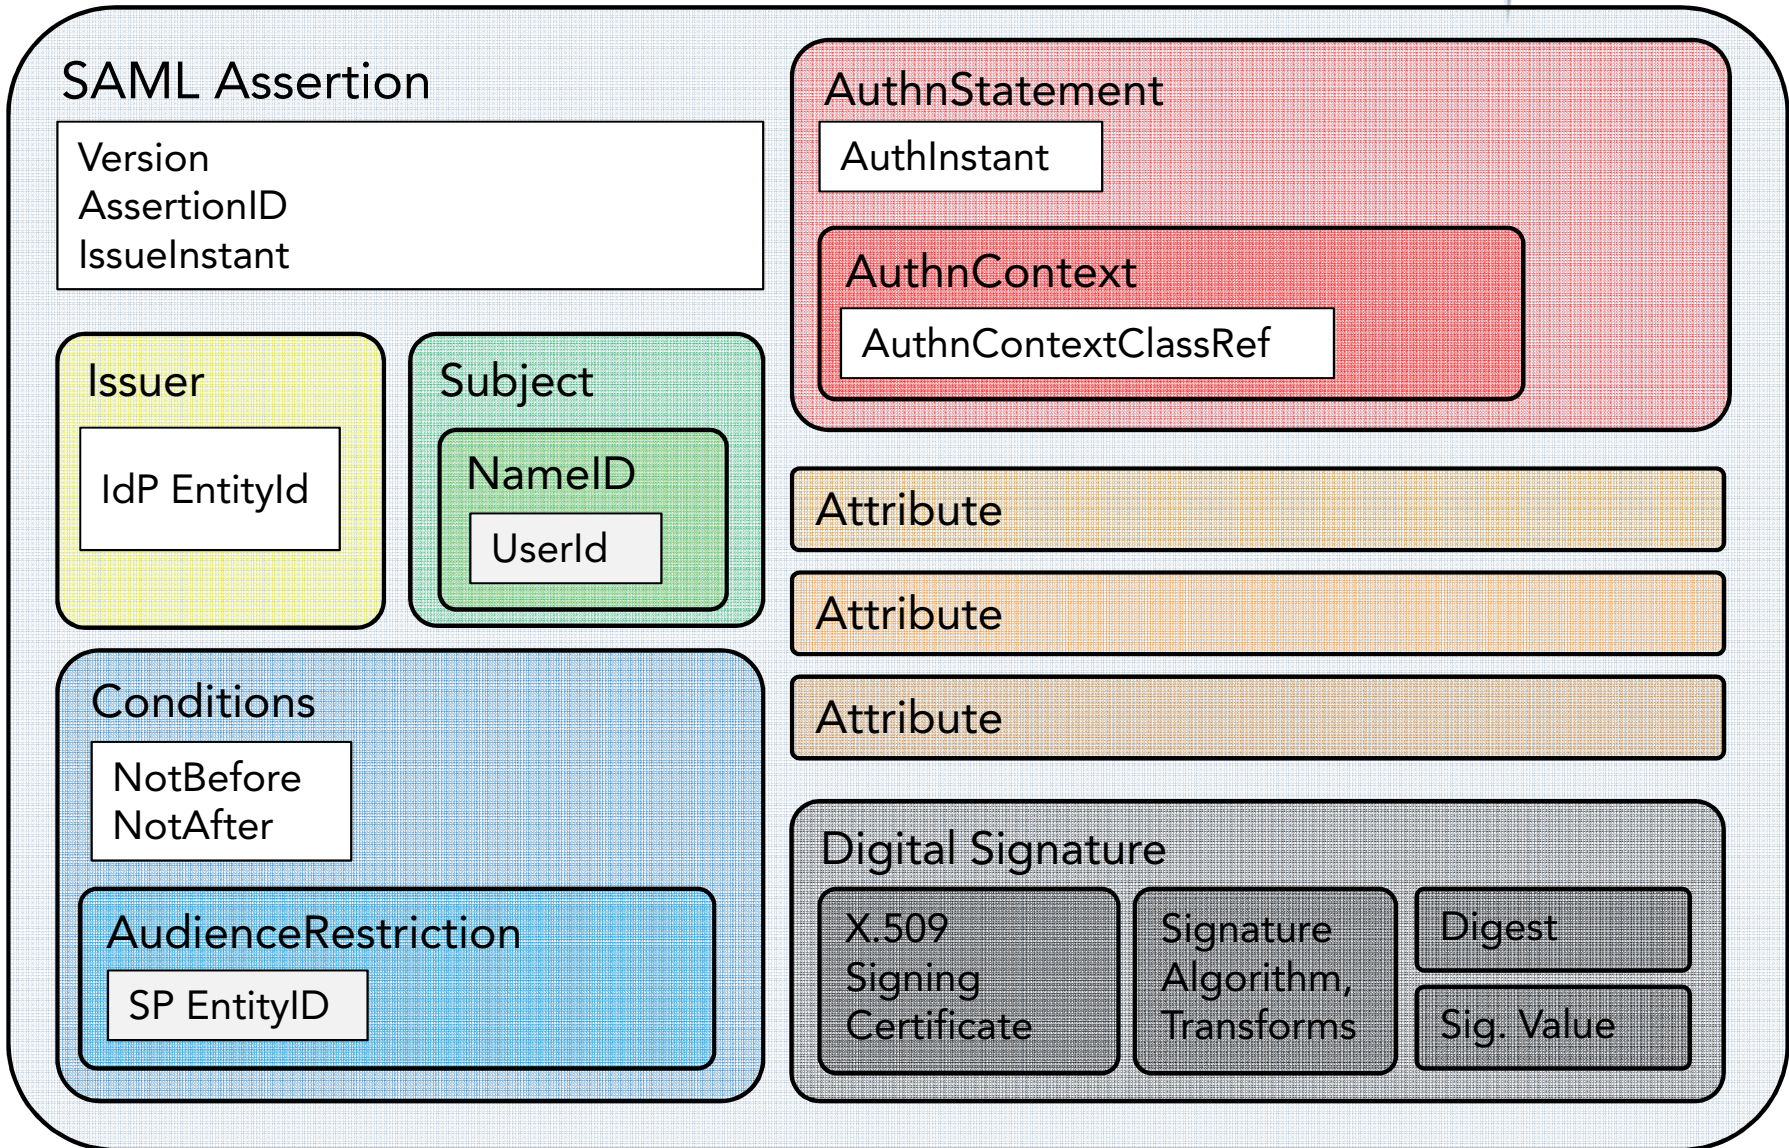 SAML Assertion
Version
AssertionID
IssueInstant
Issuer
IdP EntityId
Subject
NameID
UserId
Conditions
NotBefore
NotAfter
AudienceRestriction
SP EntityID
AuthnStatement
AuthInstant
AuthnContext
AuthnContextClassRef
Attribute
Attribute
Attribute
Digital Signature
X.509
Signing
Certificate
Signature
Algorithm,
Transforms
Digest
Sig. Value